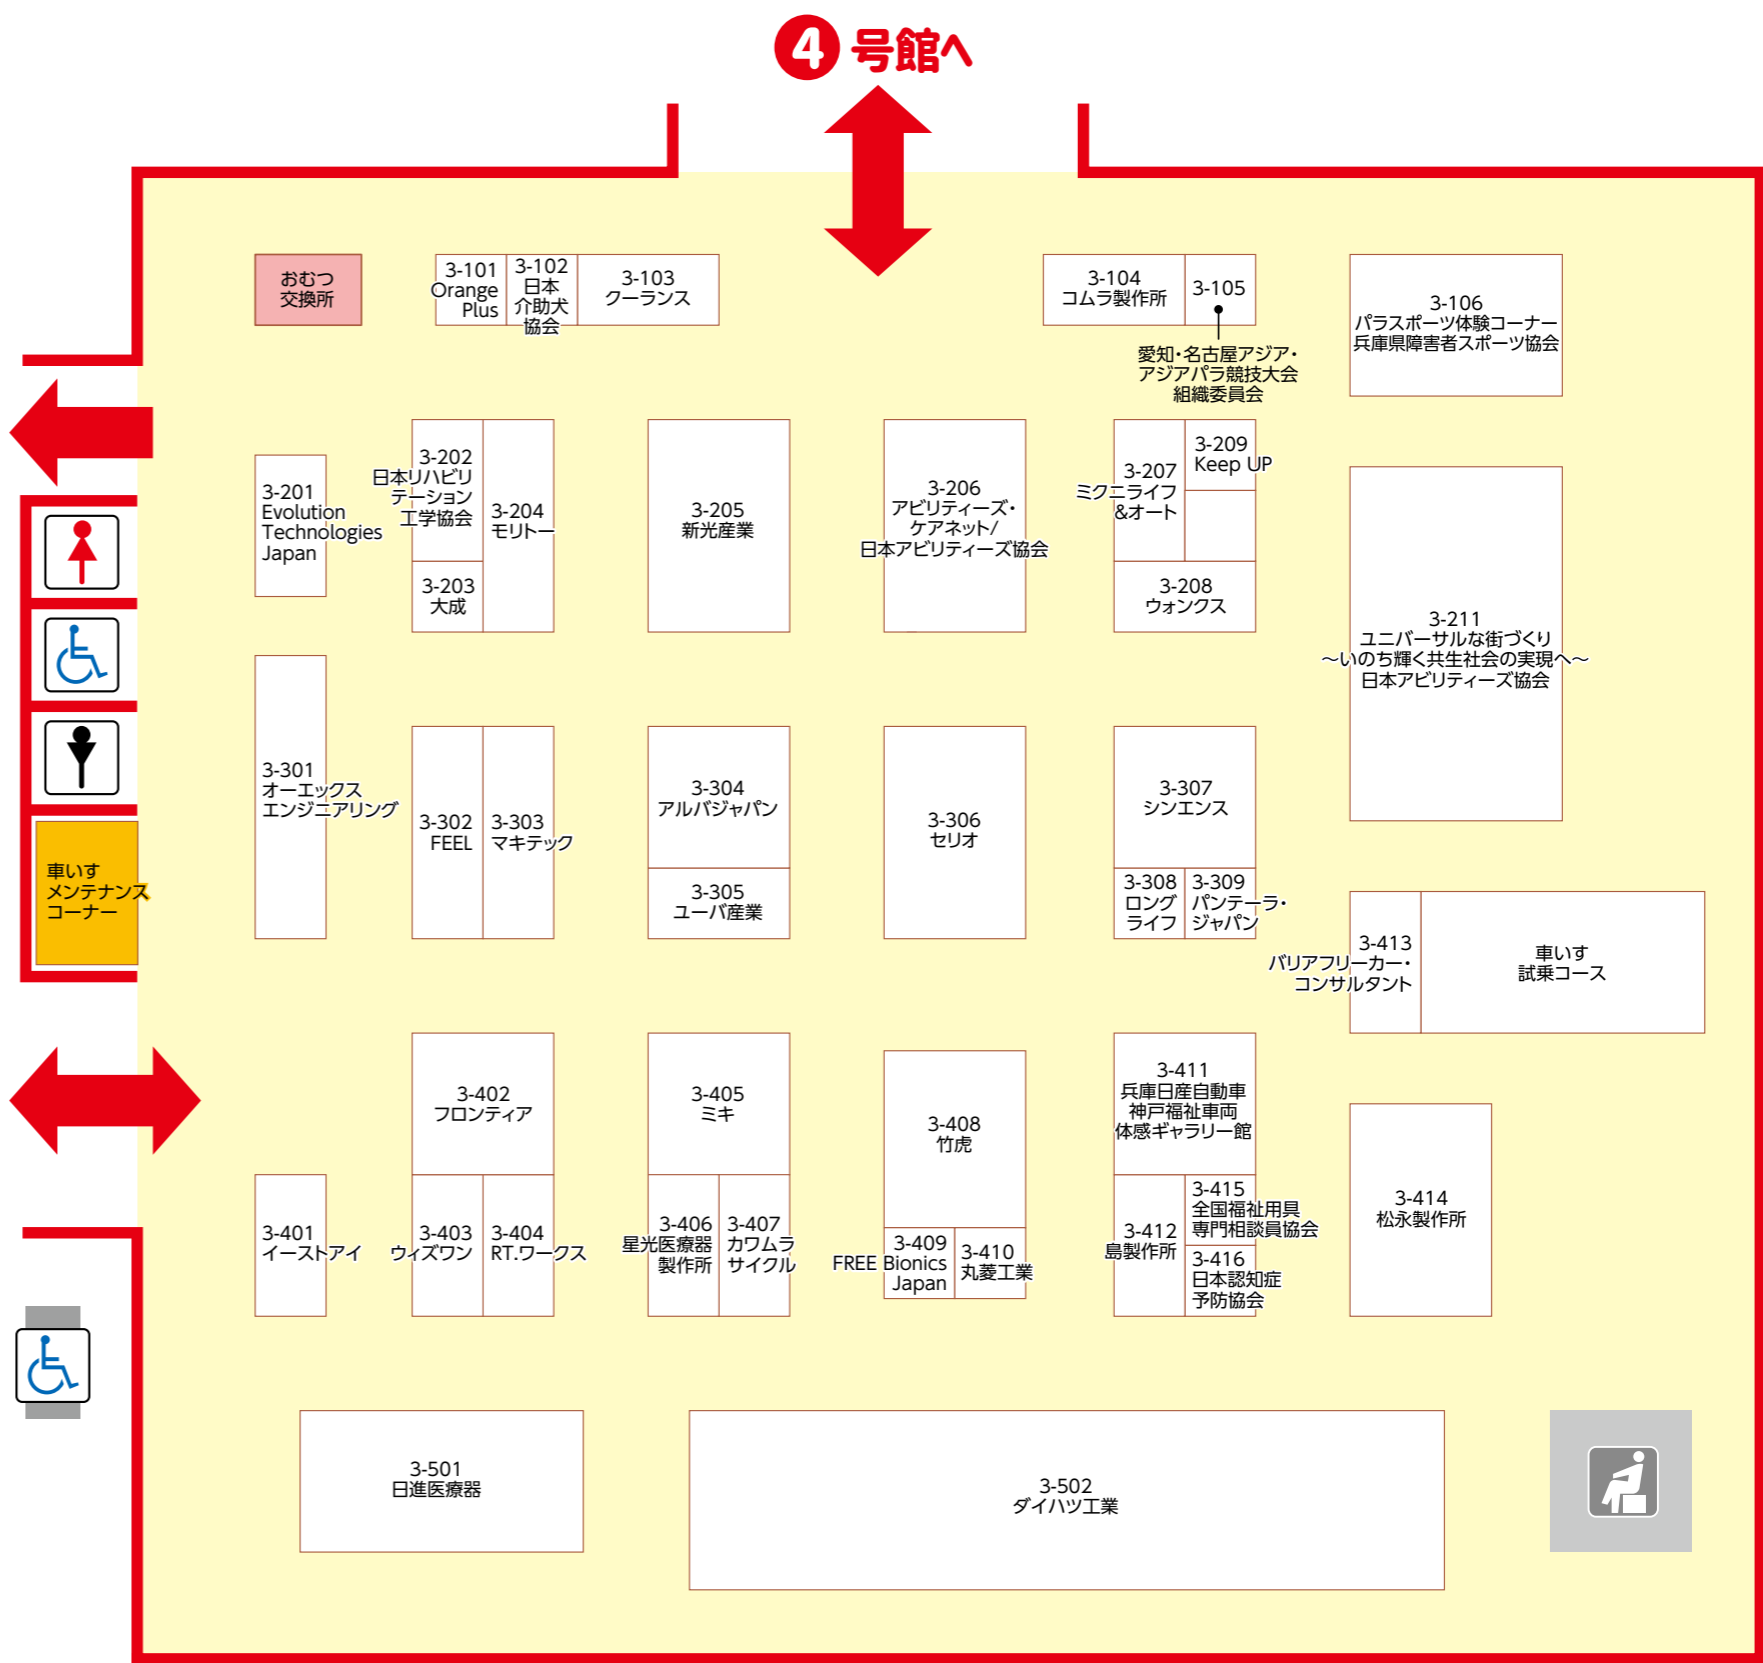 4 号館へ
おむつ
交換所
3-101
Orange
Plus
3-102
日本
介助犬
協会
3-103
クーランス
3-104
コムラ製作所
3-105
愛知・名古屋アジア・
アジアパラ競技大会
組織委員会
3-106
パラスポーツ体験コーナー
兵庫県障害者スポーツ協会
3-201
Evolution
Technologies
Japan
3-202
日本リハビリ
テーション
工学協会
3-203
大成
3-204
モリトー
3-205
新光産業
3-206
アビリティーズ・
ケアネット/
日本アビリティーズ協会
3-207
ミクニライフ
&オート
3-209
Keep UP
3-208
ウォンクス
3-211
ユニバーサルな街づくり
～いのち輝く共生社会の実現へ～
日本アビリティーズ協会
3-301
オーエックス
エンジニアリング
3-302
FEEL
3-303
マキテック
3-304
アルバジャパン
3-305
ユーバ産業
3-306
セリオ
3-307
シンエンス
3-308
ロング
ライフ
3-309
パンテーラ・
ジャパン
車いす
メンテナンス
コーナー
3-413
バリアフリーカー・
コンサルタント
車いす
試乗コース
3-401
イーストアイ
3-402
フロンティア
3-403
ウィズワン
3-404
RT.ワークス
3-405
ミキ
3-406
星光医療器
製作所
3-407
カワムラ
サイクル
3-408
竹虎
3-409
FREE Bionics
Japan
3-410
丸菱工業
3-411
兵庫日産自動車
神戸福祉車両
体感ギャラリー館
3-412
島製作所
3-415
全国福祉用具
専門相談員協会
3-416
日本認知症
予防協会
3-414
松永製作所
3-501
日進医療器
3-502
ダイハツ工業